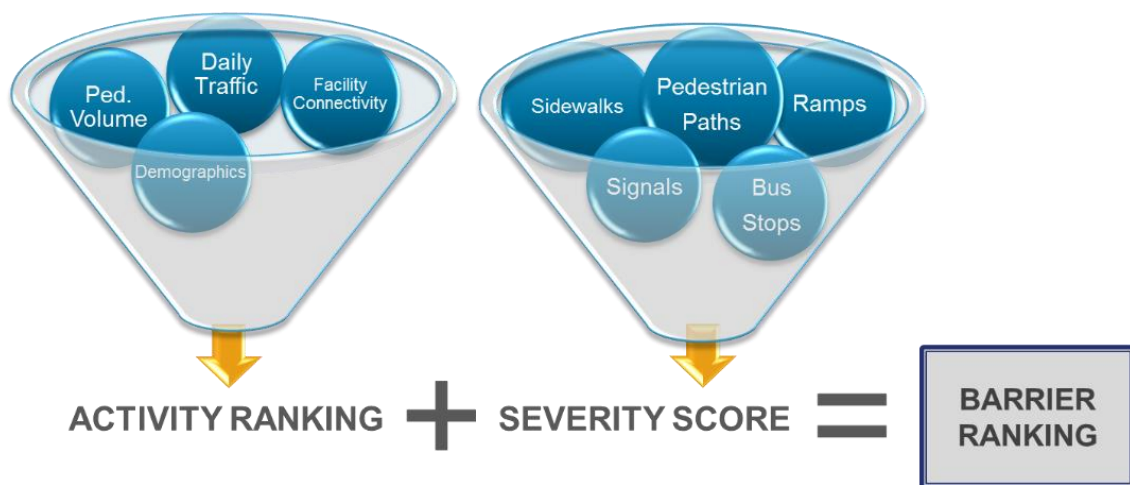 Ped.
Volume
Daily
Traffic
Facility
Connectivity
Demographics
Sidewalks
Pedestrian
Paths
Ramps
Signals
Bus
Stops
ACTIVITY RANKING + SEVERITY SCORE =
BARRIER
RANKING